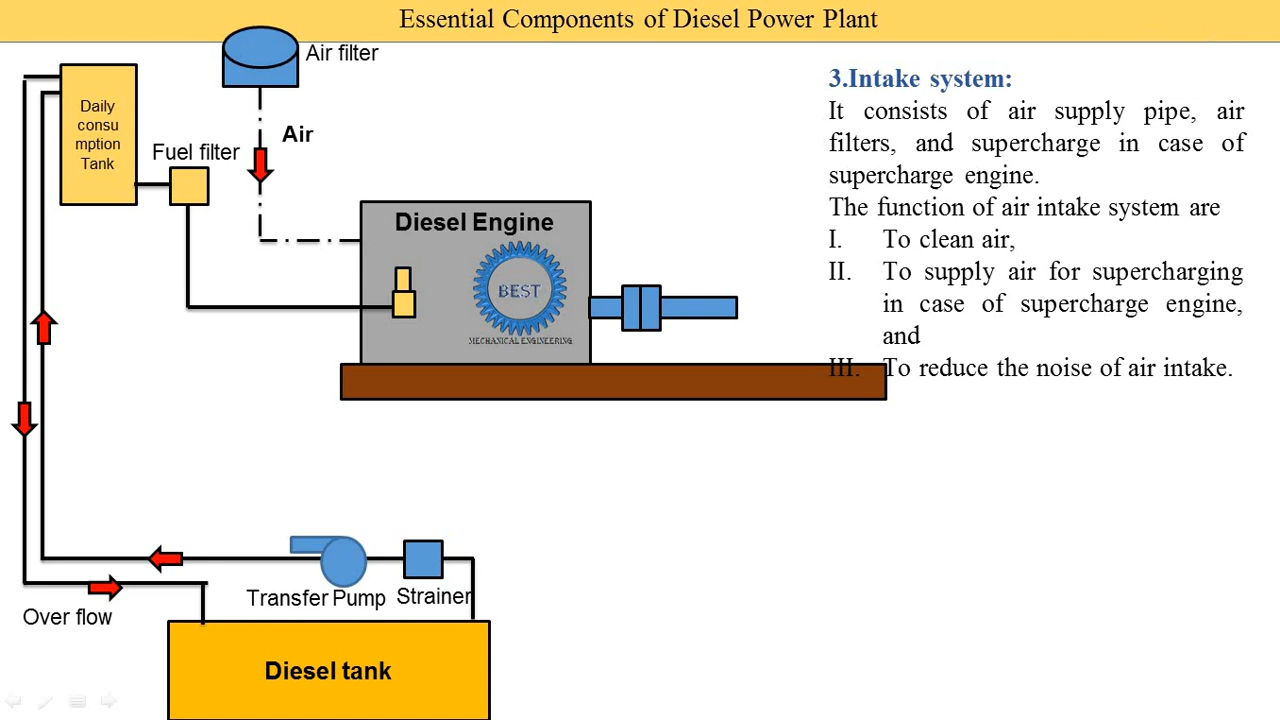 Essential Components of Diesel Power Plant
Air filter
Daily
consu
mption
Tank
Fuel filter
Air
Diesel Engine
BEST
MECHANICAL ENGINEERING
3.Intake system:
It consists of air supply pipe, air
filters, and supercharge in case of
supercharge engine.
The function of air intake system are
I. To clean air,
II. To supply air for supercharging
in case of supercharge engine,
and
III. To reduce the noise of air intake.
Over flow
Transfer Pump
Strainer
Diesel tank